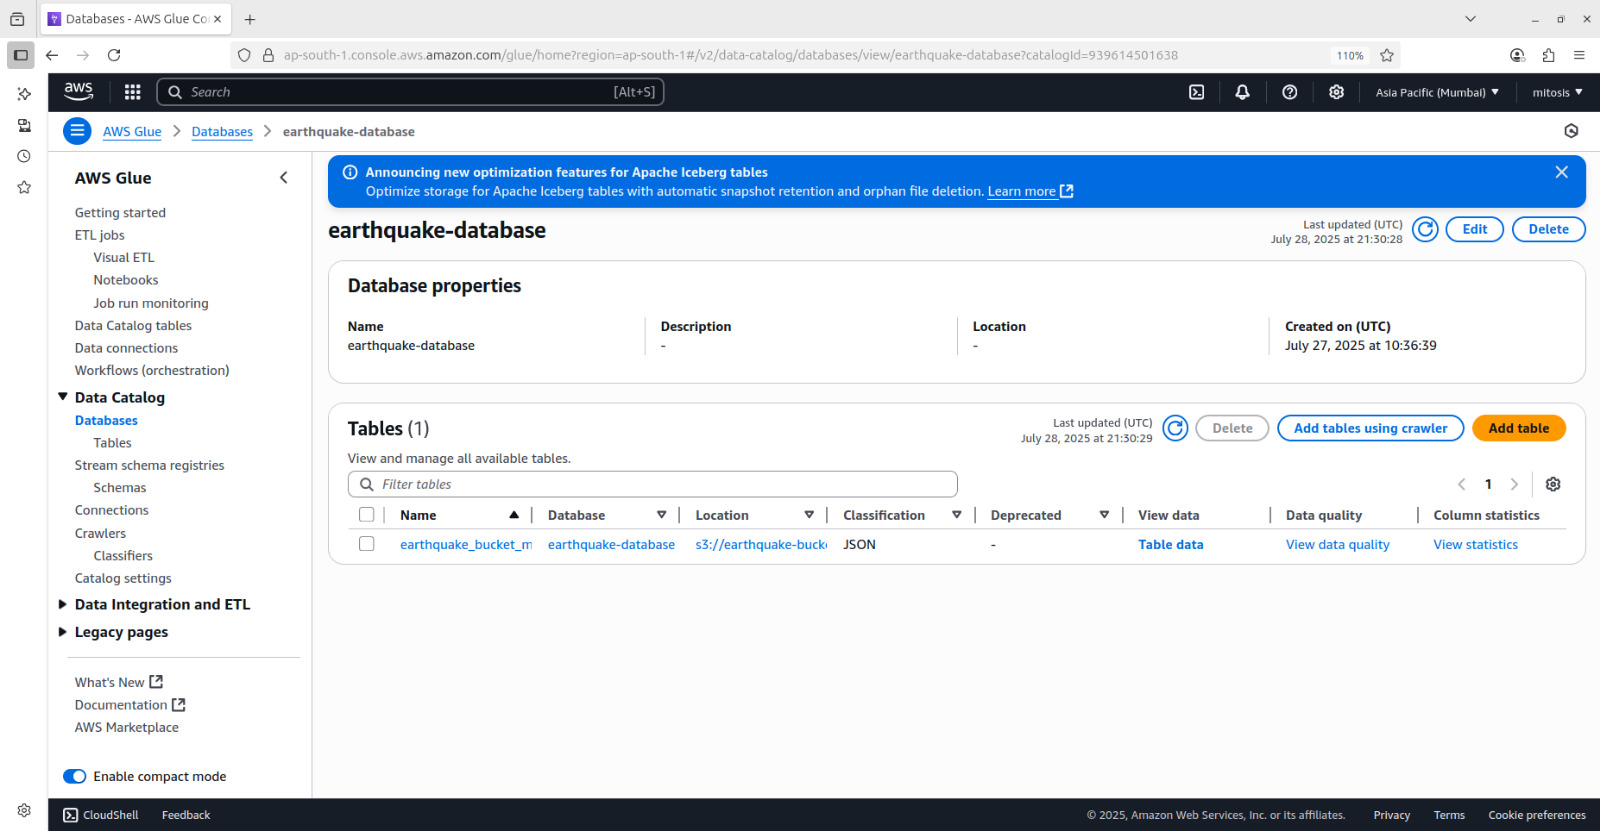 Databases - AWS Glue Co
ap-south-1.console.aws.amazon.com/glue/home?region=ap-south-1#/v2/data-catalog/databases/view/earthquake-database?catalogId=939614501638
110%
aws
Search
[Alt+S]
Asia Pacific (Mumbai)
mitosis
AWS Glue
Databases
earthquake-database
AWS Glue
Getting started
ETL jobs
Visual ETL
Notebooks
Job run monitoring
Data Catalog tables
Data connections
Workflows (orchestration)
Data Catalog
Databases
Tables
Stream schema registries
Schemas
Connections
Crawlers
Classifiers
Catalog settings
Data Integration and ETL
Legacy pages
What's New
Documentation
AWS Marketplace
Enable compact mode
Announcing new optimization features for Apache Iceberg tables
Optimize storage for Apache Iceberg tables with automatic snapshot retention and orphan file deletion. Learn more
earthquake-database
Last updated (UTC)
July 28, 2025 at 21:30:28
Edit
Delete
Database properties
Name
earthquake-database
Description
-
Location
-
Created on (UTC)
July 27, 2025 at 10:36:39
Tables (1)
Last updated (UTC)
July 28, 2025 at 21:30:29
Delete
Add tables using crawler
Add table
View and manage all available tables.
Filter tables
1
Name Database Location Classification Deprecated View data Data quality Column statistics
earthquake_bucket_m earthquake-database s3://earthquake-buck JSON - Table data View data quality View statistics
CloudShell
Feedback
© 2025, Amazon Web Services, Inc. or its affiliates.
Privacy
Terms
Cookie preferences